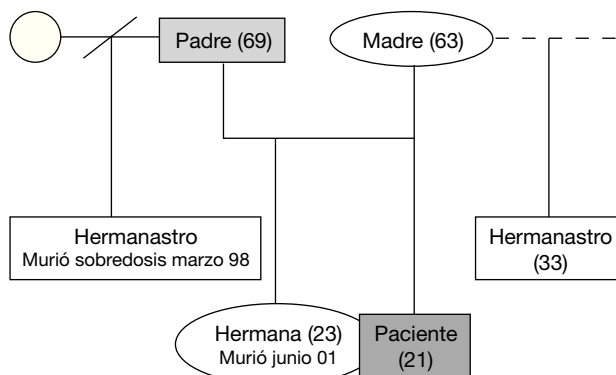 Padre (69)
Madre (63)
Hermanastro
Murió sobredosis marzo 98
Hermanastro
(33)
Hermana (23)
Murió junio 01
Paciente
(21)